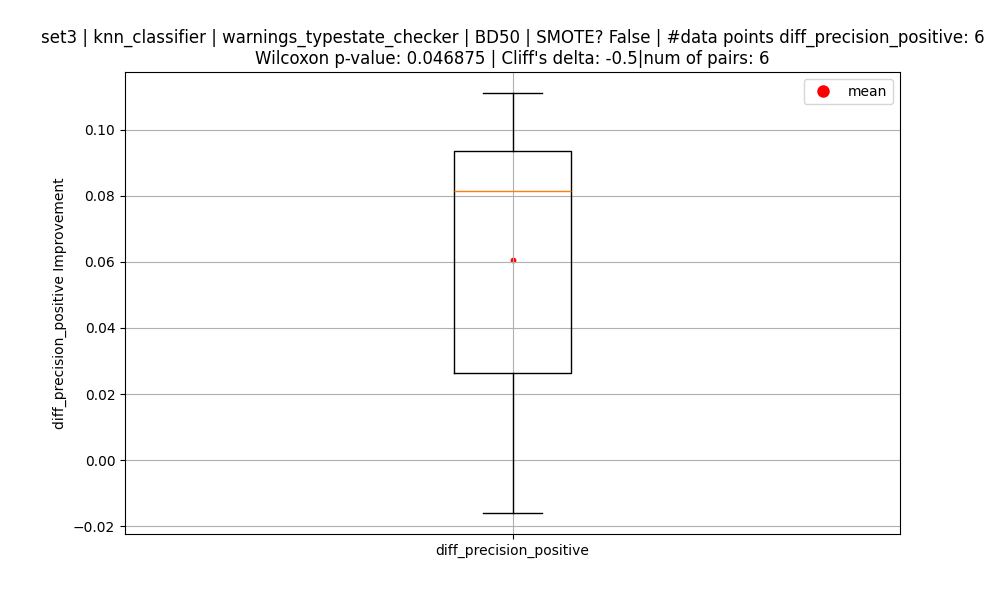 set3 | knn_classifier | warnings_typestate_checker | BD50 | SMOTE? False | #data points diff_precision_positive: 6
Wilcoxon p-value: 0.046875 | Cliff's delta: -0.5|num of pairs: 6
mean
0.10
0.08
0.06
0.04
0.02
0.00
−0.02
diff_precision_positive Improvement
diff_precision_positive